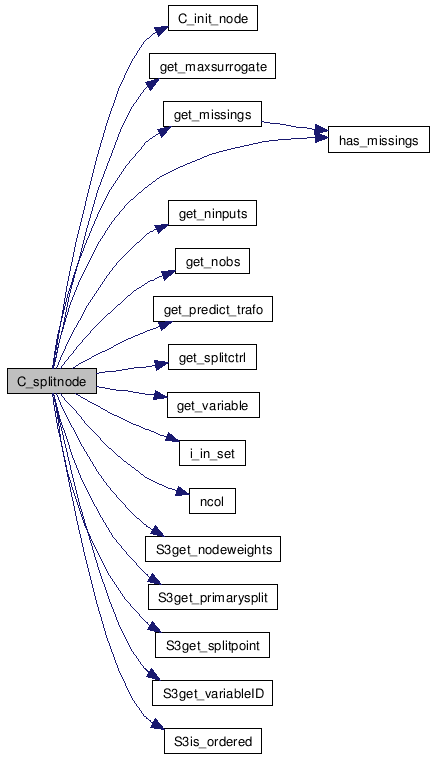 C_init_node
get_maxsurrogate
get_missings
has_missings
get_ninputs
get_nobs
get_predict_trafo
get_splitctrl
C_splitnode
get_variable
i_in_set
ncol
S3get_nodeweights
S3get_primarysplit
S3get_splitpoint
S3get_variableID
S3is_ordered